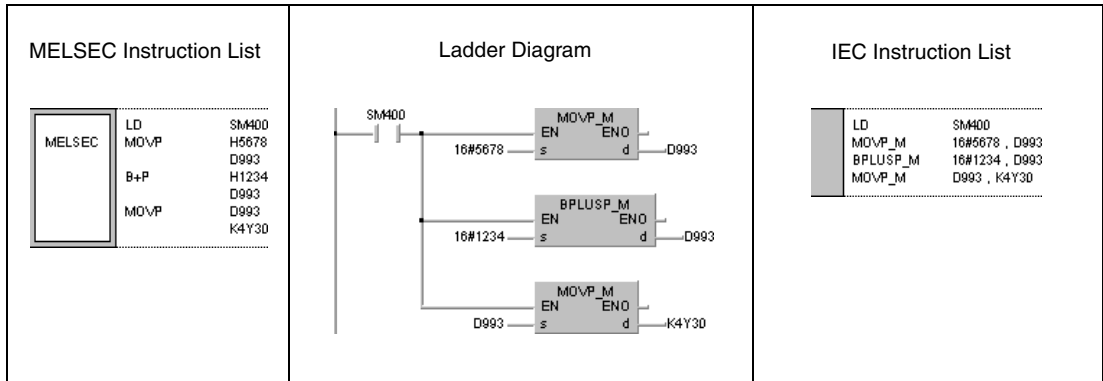 MELSEC Instruction List
MELSEC
LD SM400
MOVP H5678
D993
B+P H1234
D993
MOVP D993
K4Y30
Ladder Diagram
SM400
MOVP_M
EN ENO
16#5678 s d D993
BPLUSP_M
EN ENO
16#1234 s d D993
MOVP_M
EN ENO
D993 s d K4Y30
IEC Instruction List
LD SM400
MOVP_M 16#5678 , D993
BPLUSP_M 16#1234 , D993
MOVP_M D993 , K4Y30